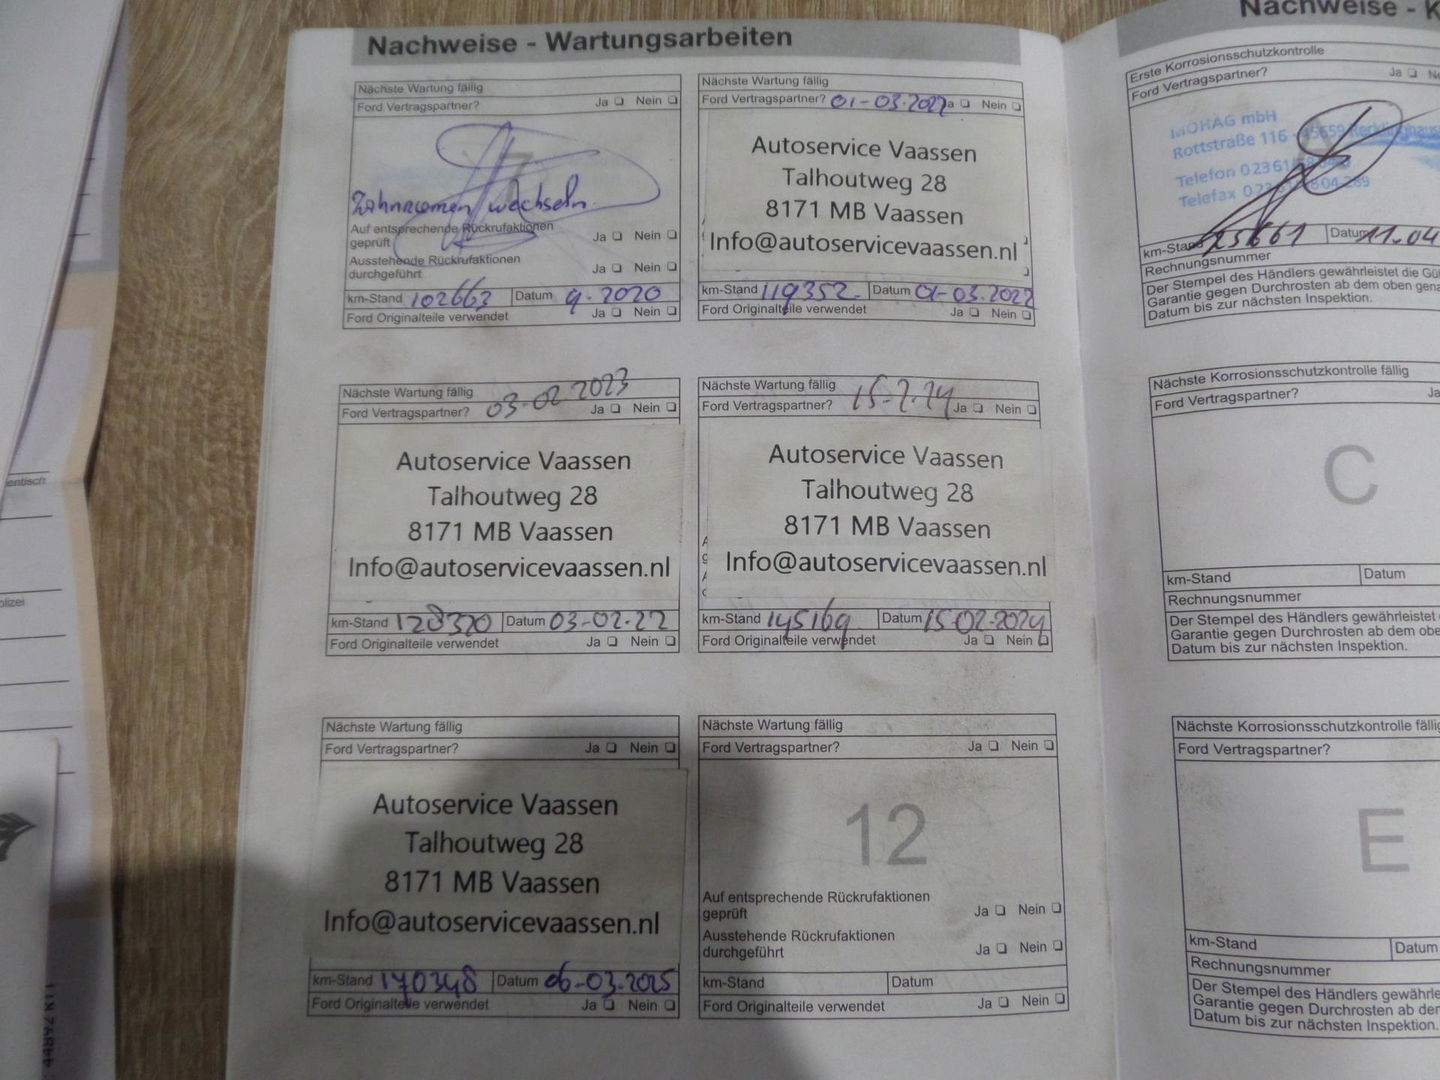 Nachweise - Wartungsarbeiten
Nächste Wartung fällig
Ford Vertragspartner? Ja Nein
Zahnriemen wechseln.
Auf entsprechende Rückrufaktionen
geprüft Ja Nein
Ausstehende Rückrufaktionen
durchgeführt Ja Nein
km-Stand 102663 Datum 9-2020
Ford Originalteile verwendet Ja Nein
Nächste Wartung fällig
Ford Vertragspartner? 01-03-2022 Ja Nein
Autoservice Vaassen
Talhoutweg 28
8171 MB Vaassen
Info@autoservicevaassen.nl
km-Stand 119352 Datum 01-03-2022
Ford Originalteile verwendet Ja Nein
Nächste Wartung fällig 03-02-2023
Ford Vertragspartner? Ja Nein
Autoservice Vaassen
Talhoutweg 28
8171 MB Vaassen
Info@autoservicevaassen.nl
km-Stand 128320 Datum 03-02-22
Ford Originalteile verwendet Ja Nein
Nächste Wartung fällig 15-2-24
Ford Vertragspartner? Ja Nein
Autoservice Vaassen
Talhoutweg 28
8171 MB Vaassen
Info@autoservicevaassen.nl
km-Stand 145169 Datum 15-02-2024
Ford Originalteile verwendet Ja Nein
Nächste Wartung fällig
Ford Vertragspartner? Ja Nein
Autoservice Vaassen
Talhoutweg 28
8171 MB Vaassen
Info@autoservicevaassen.nl
km-Stand 170348 Datum 06-03-2025
Ford Originalteile verwendet Ja Nein
Nächste Wartung fällig
Ford Vertragspartner? Ja Nein
12
Auf entsprechende Rückrufaktionen
geprüft Ja Nein
Ausstehende Rückrufaktionen
durchgeführt Ja Nein
km-Stand Datum
Ford Originalteile verwendet Ja Nein
Nachweise - K
Erste Korrosionsschutzkontrolle
Ford Vertragspartner? Ja Ne
MOHAG mbH
Rottstraße 116 - 45659 Recklinghaus
Telefon 02361/
Telefax
km-Stand 25661 Datum 11.04
Rechnungsnummer
Der Stempel des Händlers gewährleistet die Gü
Garantie gegen Durchrosten ab dem oben gena
Datum bis zur nächsten Inspektion.
Nächste Korrosionsschutzkontrolle fällig
Ford Vertragspartner? Ja
C
km-Stand Datum
Rechnungsnummer
Der Stempel des Händlers gewährleistet
Garantie gegen Durchrosten ab dem obe
Datum bis zur nächsten Inspektion.
Nächste Korrosionsschutzkontrolle fällig
Ford Vertragspartner?
E
km-Stand Datum
Rechnungsnummer
Der Stempel des Händlers gewährle
Garantie gegen Durchrosten ab der
Datum bis zur nächsten Inspektion.
entisch
olizei